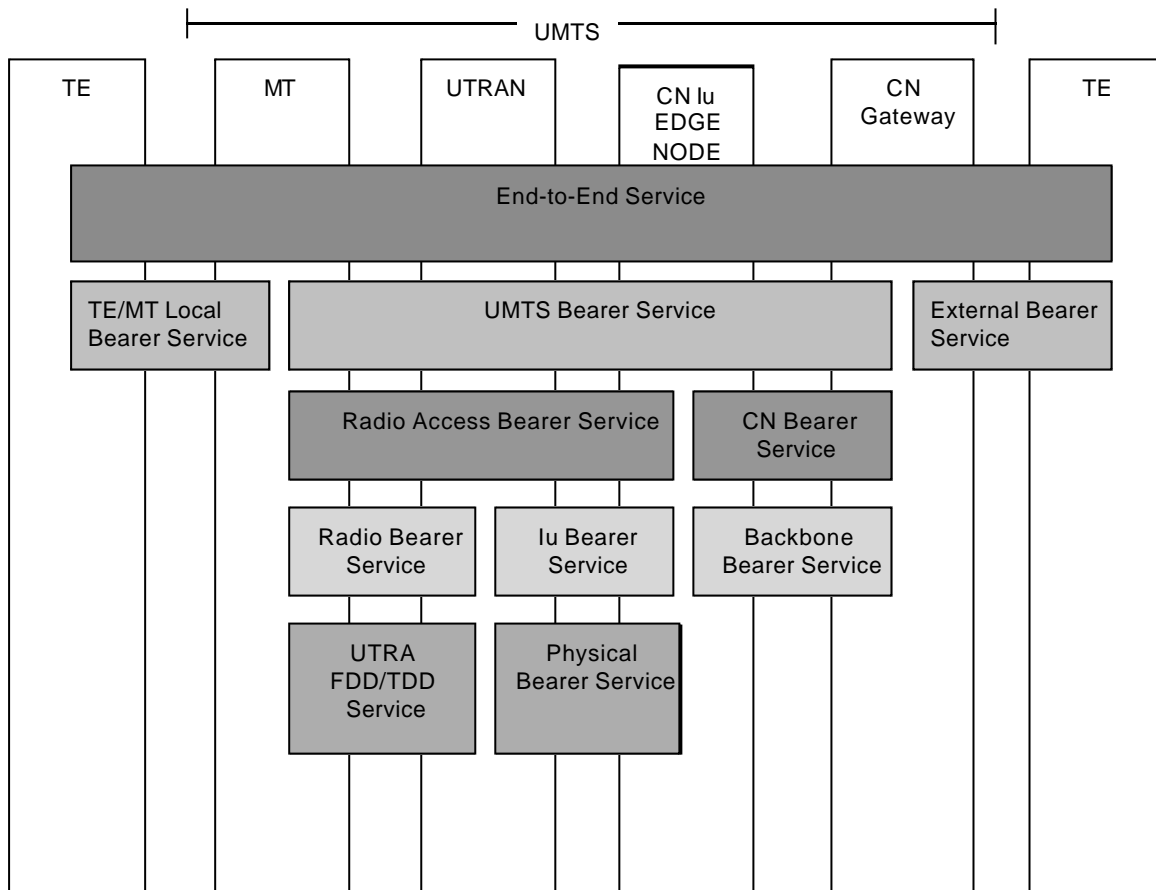 UMTS
TE
MT
UTRAN
CN Iu
EDGE
NODE
CN
Gateway
TE
End-to-End Service
TE/MT Local
Bearer Service
UMTS Bearer Service
External Bearer
Service
Radio Access Bearer Service
CN Bearer
Service
Radio Bearer
Service
Iu Bearer
Service
Backbone
Bearer Service
UTRA
FDD/TDD
Service
Physical
Bearer Service